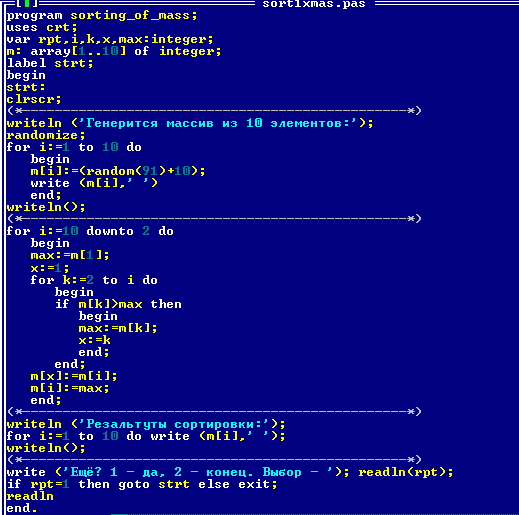 sort1xmas.pas
program sorting_of_mass;
uses crt;
var rpt,i,k,x,max:integer;
m: array[1..10] of integer;
label strt;
begin
strt:
clrscr;
(*————————————————————————————————*)
writeln ('Генерится массив из 10 элементов:');
randomize;
for i:=1 to 10 do
   begin
   m[i]:=(random(91)+10);
   write (m[i],' ')
   end;
writeln();
(*————————————————————————————————*)
for i:=10 downto 2 do
   begin
   max:=m[1];
   x:=1;
   for k:=2 to i do
      begin
      if m[k]>max then
         begin
         max:=m[k];
         x:=k
         end;
      end;
   m[x]:=m[i];
   m[i]:=max;
   end;
(*————————————————————————————————*)
writeln ('Резальтуты сортировки:');
for i:=1 to 10 do write (m[i],' ');
writeln();
(*————————————————————————————————*)
write ('Ещё? 1 - да, 2 - конец. Выбор - '); readln(rpt);
if rpt=1 then goto strt else exit;
readln
end.